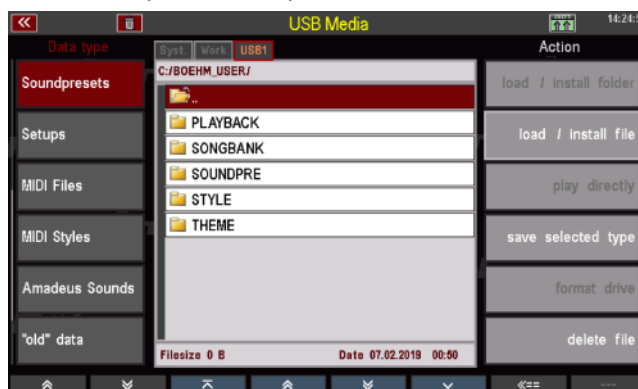 USB Media
14:24:
Data type
Syst. Work USB1
Action
C:/BOEHM_USER/
Soundpresets
..
load / install folder
PLAYBACK
Setups
SONGBANK
load / install file
SOUNDPRE
MIDI Files
STYLE
play directly
THEME
MIDI Styles
save selected type
Amadeus Sounds
format drive
"old" data
delete file
Filesize 0 B
Date 07.02.2019 00:50
«==
---